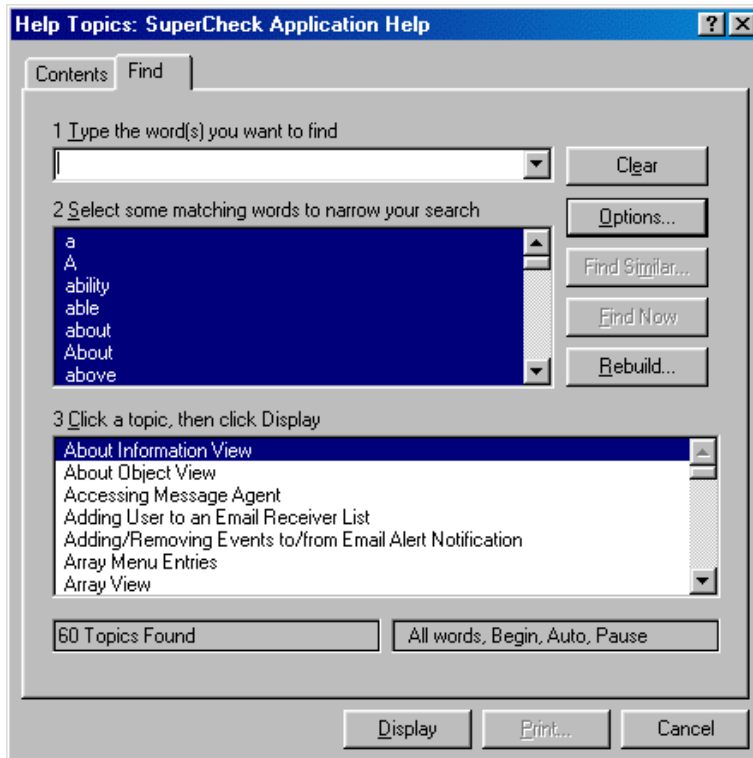 Help Topics: SuperCheck Application Help
Contents Find
1 Type the word(s) you want to find
Clear
2 Select some matching words to narrow your search
Options...
a
A
ability
able
about
About
above
Find Similar...
Find Now
Rebuild...
3 Click a topic, then click Display
About Information View
About Object View
Accessing Message Agent
Adding User to an Email Receiver List
Adding/Removing Events to/from Email Alert Notification
Array Menu Entries
Array View
60 Topics Found All words, Begin, Auto, Pause
Display Print... Cancel